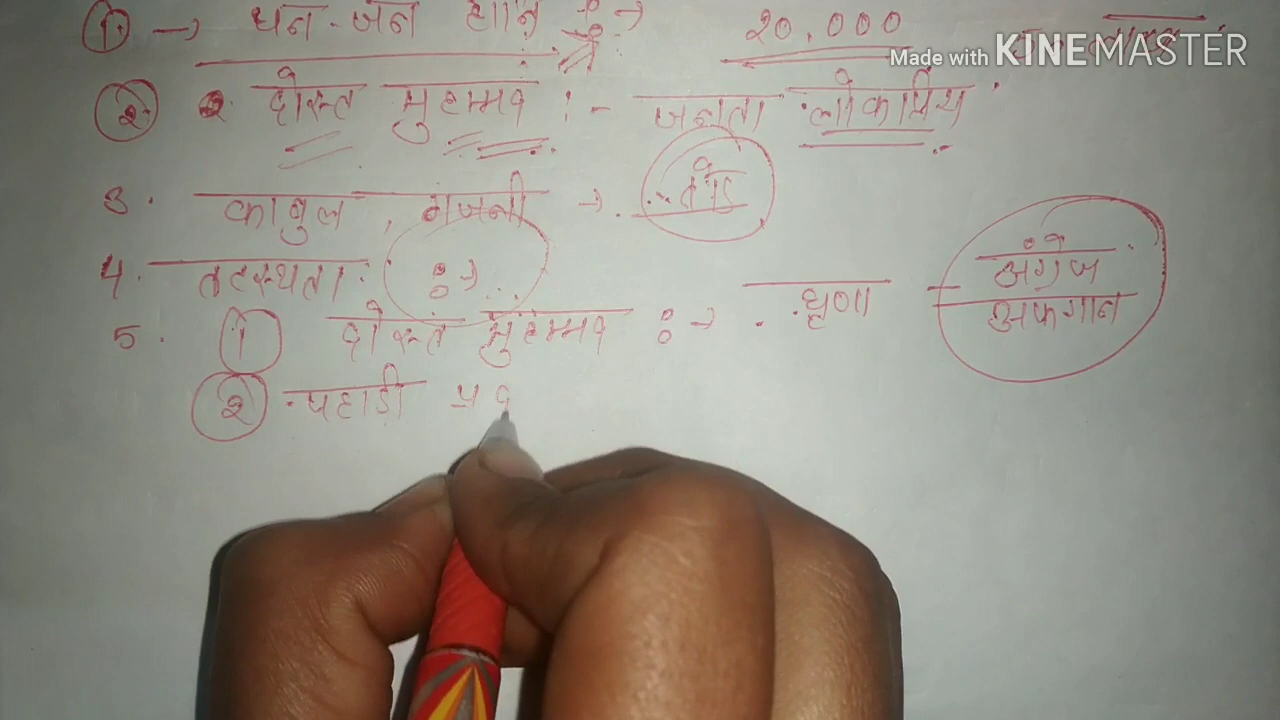 ① → धन-जन हानि :→ 20,000
Made with KINEMASTER
② दोस्त मुहम्मद :- जनता लोकप्रिय
3. काबुल, गजनी → दंड
4. तटस्थता :→
5. ① दोस्त मुहम्मद :→ घृणा - अंग्रेज
अफगान
② पहाड़ी प्र